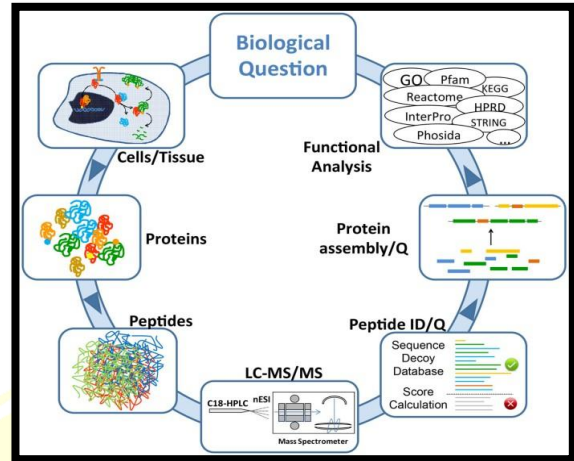 Biological
Question
Cells/Tissue
Proteins
Peptides
LC-MS/MS
C18-HPLC
nESI
Mass Spectrometer
Peptide ID/Q
Sequence
Decoy
Database
Score
Calculation
Protein
assembly/Q
Functional
Analysis
GO
Pfam
KEGG
Reactome
HPRD
InterPro
STRING
Phosida
...